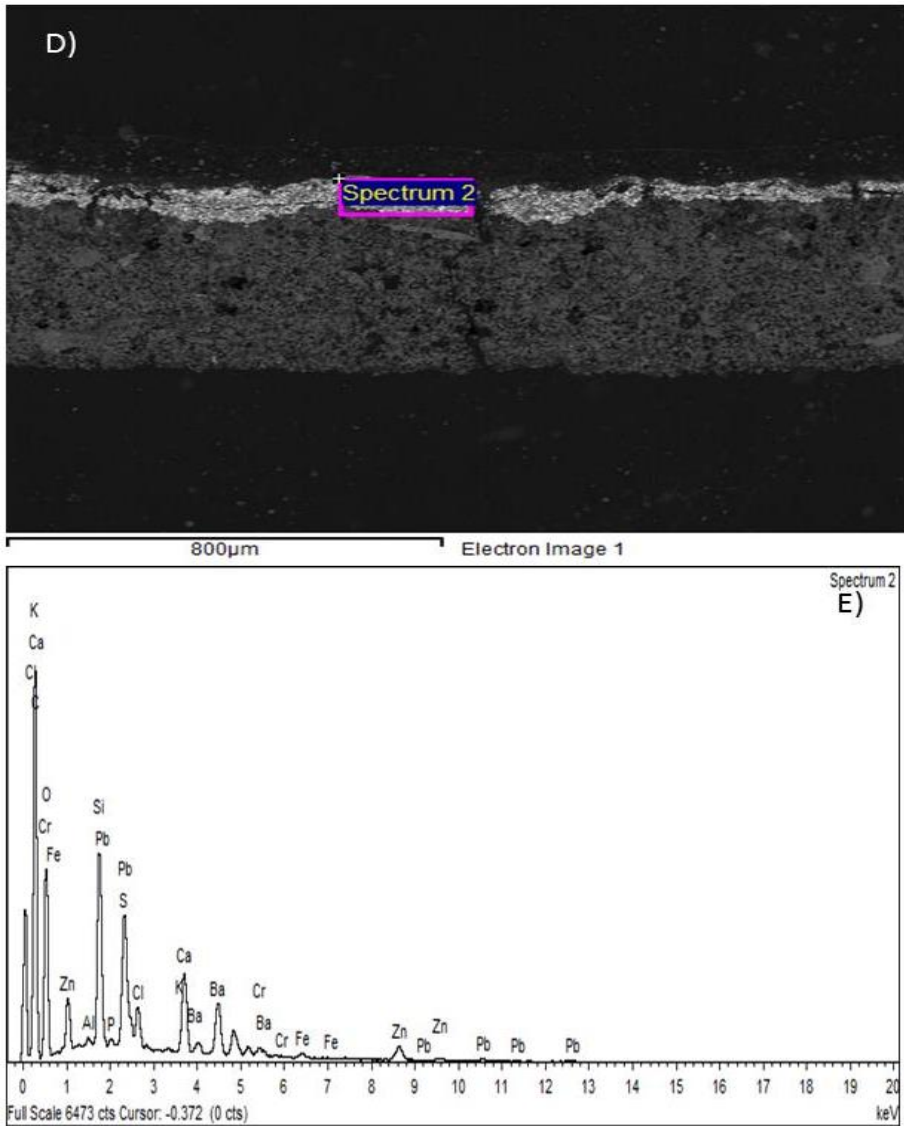 D)
Spectrum 2
800µm Electron Image 1
Spectrum 2
E)
K
Ca
Cl
C
O
Si
Cr
Pb
Fe
Pb
S
Zn
Al
P
Cl
Ca
K
Ba
Ba
Cr
Ba
Cr
Fe
Fe
Zn
Pb
Zn
Pb
Pb
Pb
0 1 2 3 4 5 6 7 8 9 10 11 12 13 14 15 16 17 18 19 20
Full Scale 6473 cts Cursor: -0.372 (0 cts) keV